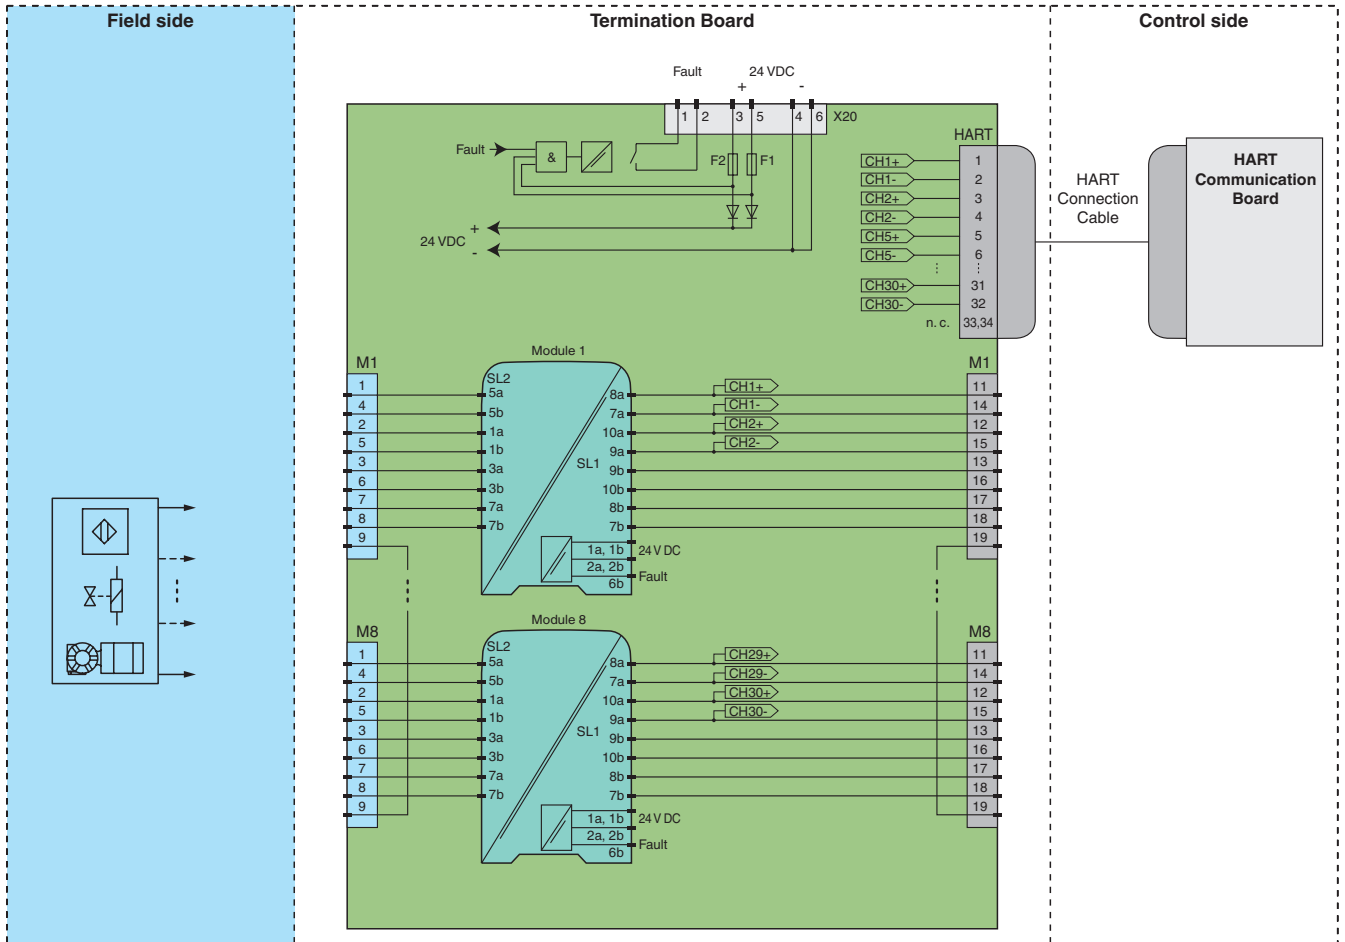 Field side
Termination Board
Control side
Fault 24 VDC
+ -
1 2 3 5 4 6 X20
HART
Fault & F2 F1
CH1+ 1
CH1- 2
CH2+ 3
CH2- 4
CH5+ 5
CH5- 6
CH30+ 31
CH30- 32
n. c. 33,34
HART
Connection
Cable
HART
Communication
Board
+
24 VDC
-
Module 1
M1 M1
SL2
1 5a 8a CH1+ 11
4 5b 7a CH1- 14
2 1a 10a CH2+ 12
5 1b 9a CH2- 15
SL1
3 3a 9b 13
6 3b 10b 16
7 7a 8b 17
8 7b 7b 18
9 19
1a, 1b 24 V DC
2a, 2b
Fault
6b
Module 8
M8 M8
SL2
1 5a 8a CH29+ 11
4 5b 7a CH29- 14
2 1a 10a CH30+ 12
5 1b 9a CH30- 15
SL1
3 3a 9b 13
6 3b 10b 16
7 7a 8b 17
8 7b 7b 18
9 19
1a, 1b 24 V DC
2a, 2b
Fault
6b